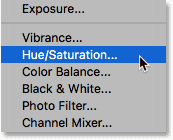 Exposure...
Vibrance...
Hue/Saturation...
Color Balance...
Black & White...
Photo Filter...
Channel Mixer...